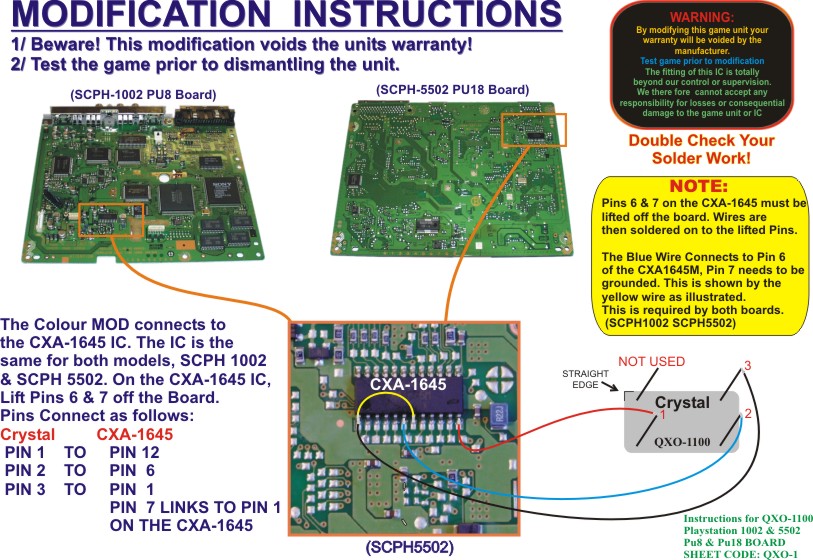 MODIFICATION INSTRUCTIONS
1/ Beware! This modification voids the units warranty!
2/ Test the game prior to dismantling the unit.
WARNING:
By modifying this game unit your
warranty will be voided by the
manufacturer.
Test game prior to modification
The fitting of this IC is totally
beyond our control or supervision.
We there fore cannot accept any
responsibility for losses or consequential
damage to the game unit or IC
(SCPH-1002 PU8 Board)
(SCPH-5502 PU18 Board)
SONY
Double Check Your
Solder Work!
NOTE:
Pins 6 & 7 on the CXA-1645 must be
lifted off the board. Wires are
then soldered on to the lifted Pins.
The Blue Wire Connects to Pin 6
of the CXA1645M, Pin 7 needs to be
grounded. This is shown by the
yellow wire as illustrated.
This is required by both boards.
(SCPH1002 SCPH5502)
The Colour MOD connects to
the CXA-1645 IC. The IC is the
same for both models, SCPH 1002
& SCPH 5502. On the CXA-1645 IC,
Lift Pins 6 & 7 off the Board.
Pins Connect as follows:
Crystal CXA-1645
PIN 1 TO PIN 12
PIN 2 TO PIN 6
PIN 3 TO PIN 1
PIN 7 LINKS TO PIN 1
ON THE CXA-1645
CXA-1645
R22J
(SCPH5502)
NOT USED
3
STRAIGHT
EDGE
Crystal
1
2
QXO-1100
Instructions for QXO-1100
Playstation 1002 & 5502
Pu8 & Pu18 BOARD
SHEET CODE: QXO-1